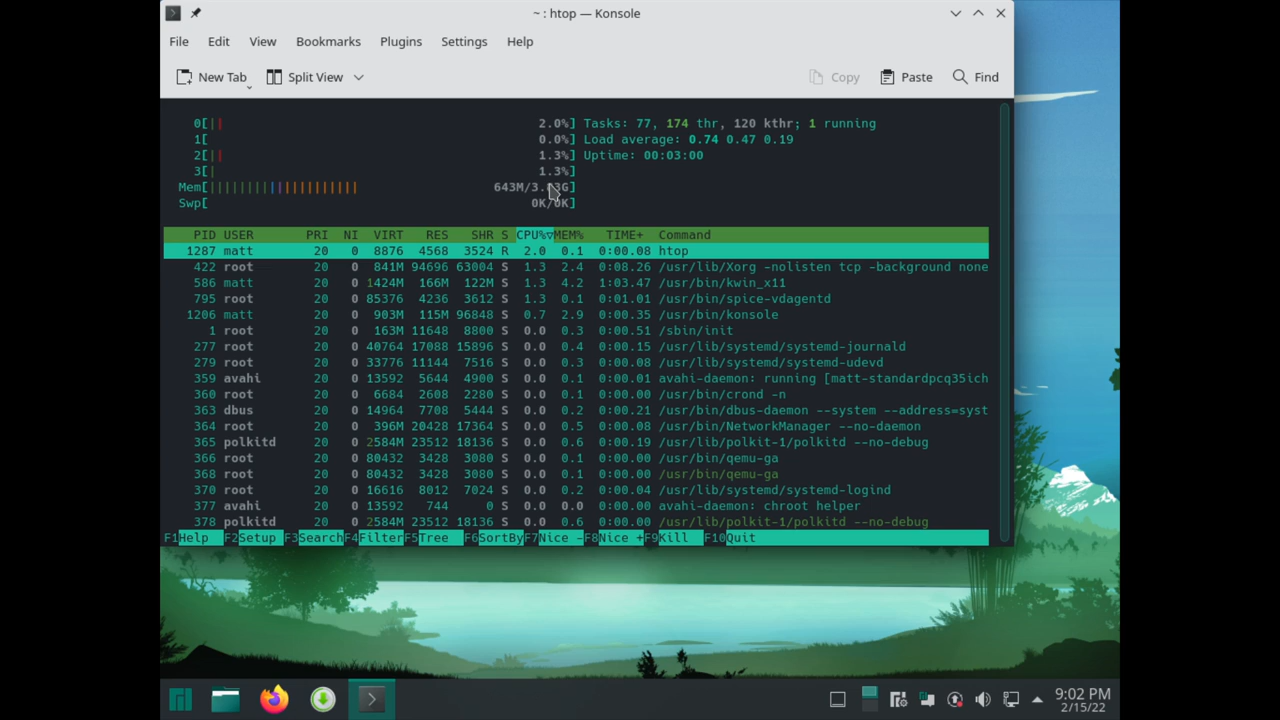 ~ : htop — Konsole
File Edit View Bookmarks Plugins Settings Help
New Tab Split View Copy Paste Find
0[|| 2.0%] Tasks: 77, 174 thr, 120 kthr; 1 running
1[ 0.0%] Load average: 0.74 0.47 0.19
2[|| 1.3%] Uptime: 00:03:00
3[| 1.3%]
Mem[||||||||||||||||||| 643M/3. G]
Swp[ 0K/0K]
PID USER PRI NI VIRT RES SHR S CPU%▽MEM% TIME+ Command
1287 matt 20 0 8876 4568 3524 R 2.0 0.1 0:00.08 htop
422 root 20 0 841M 94696 63004 S 1.3 2.4 0:08.26 /usr/lib/Xorg -nolisten tcp -background none
586 matt 20 0 1424M 166M 122M S 1.3 4.2 1:03.47 /usr/bin/kwin_x11
795 root 20 0 85376 4236 3612 S 1.3 0.1 0:01.01 /usr/bin/spice-vdagentd
1206 matt 20 0 903M 115M 96848 S 0.7 2.9 0:00.35 /usr/bin/konsole
1 root 20 0 163M 11648 8800 S 0.0 0.3 0:00.51 /sbin/init
277 root 20 0 40764 17088 15896 S 0.0 0.4 0:00.15 /usr/lib/systemd/systemd-journald
279 root 20 0 33776 11144 7516 S 0.0 0.3 0:00.08 /usr/lib/systemd/systemd-udevd
359 avahi 20 0 13592 5644 4900 S 0.0 0.1 0:00.01 avahi-daemon: running [matt-standardpcq35ich
360 root 20 0 6684 2608 2280 S 0.0 0.1 0:00.00 /usr/bin/crond -n
363 dbus 20 0 14964 7708 5444 S 0.0 0.2 0:00.21 /usr/bin/dbus-daemon --system --address=syst
364 root 20 0 396M 20428 17364 S 0.0 0.5 0:00.08 /usr/bin/NetworkManager --no-daemon
365 polkitd 20 0 2584M 23512 18136 S 0.0 0.6 0:00.19 /usr/lib/polkit-1/polkitd --no-debug
366 root 20 0 80432 3428 3080 S 0.0 0.1 0:00.00 /usr/bin/qemu-ga
368 root 20 0 80432 3428 3080 S 0.0 0.1 0:00.00 /usr/bin/qemu-ga
370 root 20 0 16616 8012 7024 S 0.0 0.2 0:00.04 /usr/lib/systemd/systemd-logind
377 avahi 20 0 13592 744 0 S 0.0 0.0 0:00.00 avahi-daemon: chroot helper
378 polkitd 20 0 2584M 23512 18136 S 0.0 0.6 0:00.00 /usr/lib/polkit-1/polkitd --no-debug
F1Help F2Setup F3SearchF4FilterF5Tree F6SortByF7Nice -F8Nice +F9Kill F10Quit
9:02 PM
2/15/22